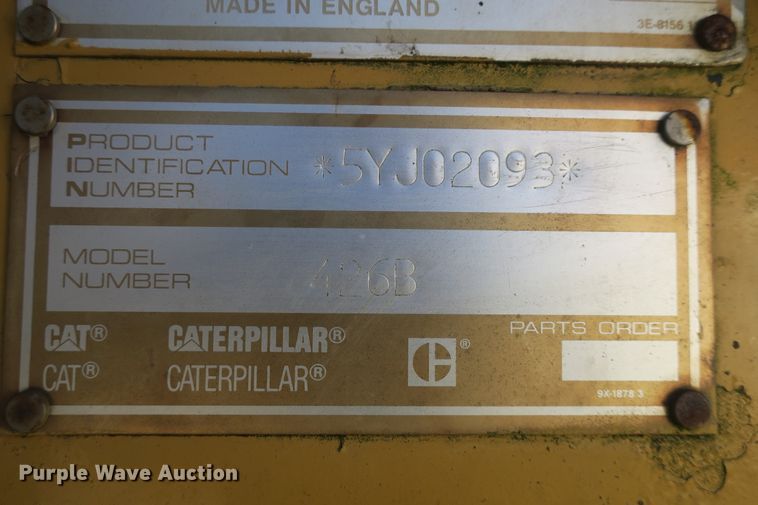 MADE IN ENGLAND
3E-8156 1
PRODUCT
IDENTIFICATION
NUMBER
*5YJ02093*
MODEL
NUMBER
426B
CAT® CATERPILLAR® C ® PARTS ORDER
CAT® CATERPILLAR®
9X-1878 3
Purple Wave Auction